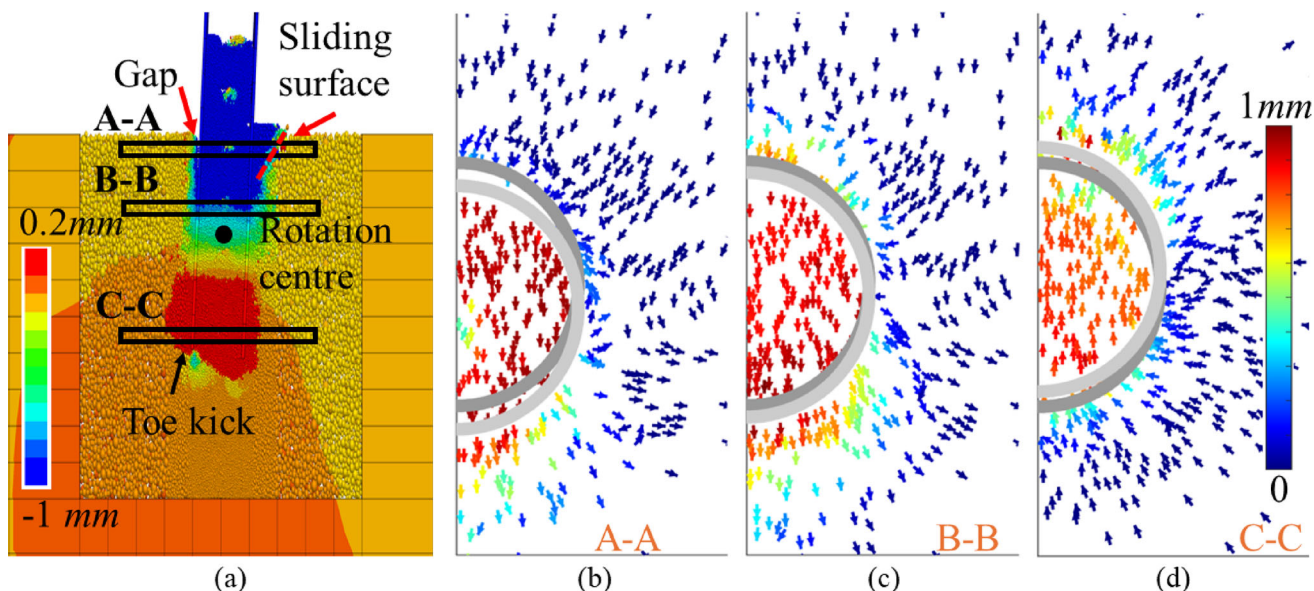 Sliding
surface
Gap
A-A
B-B
0.2mm
Rotation
centre
C-C
Toe kick
-1 mm
(a)
A-A
(b)
B-B
(c)
1mm
0
C-C
(d)